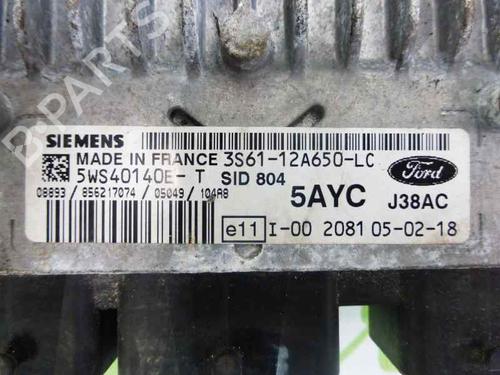 B-PARTS
SIEMENS
MADE IN FRANCE 3S61-12A650-LC
5WS40140E-T SID 804
Ford
08893/856217074/05049/104A8
5AYC J38AC
e11 I-00 2081 05-02-18